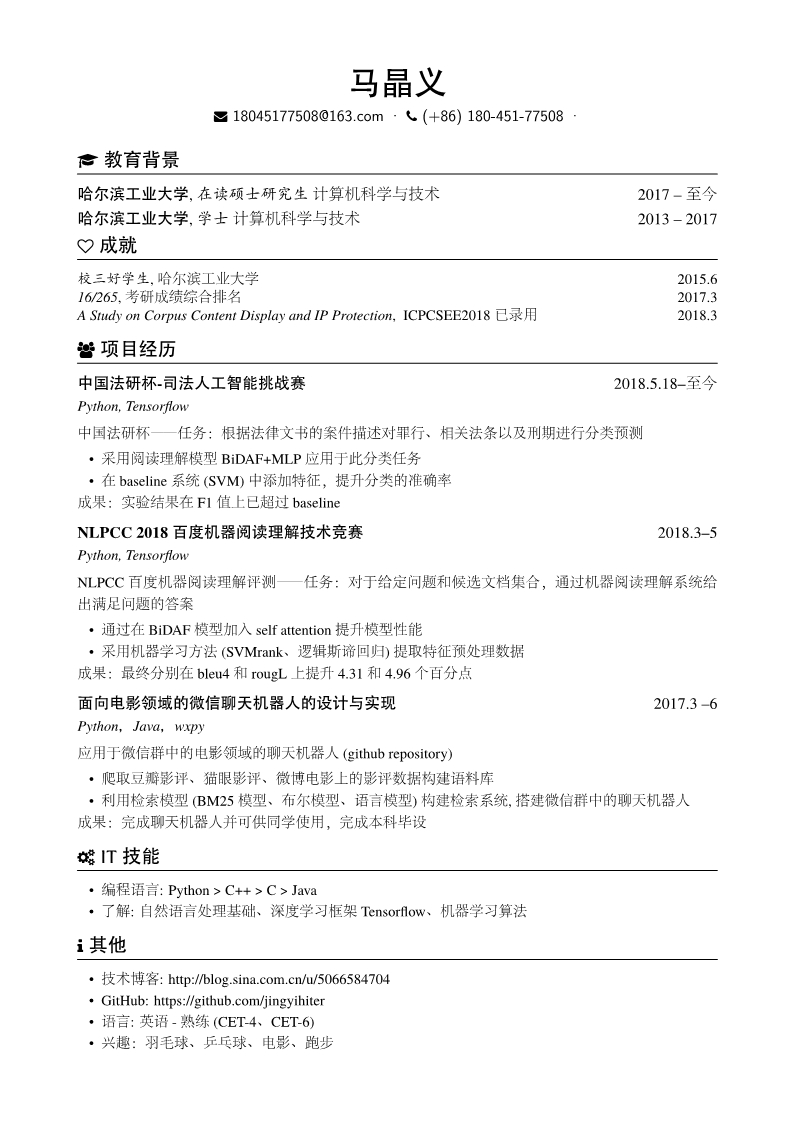 马晶义
18045177508@163.com · (+86) 180-451-77508 ·
教育背景
哈尔滨工业大学, 在读硕士研究生 计算机科学与技术 2017 – 至今
哈尔滨工业大学, 学士 计算机科学与技术 2013 – 2017
成就
校三好学生, 哈尔滨工业大学 2015.6
16/265, 考研成绩综合排名 2017.3
A Study on Corpus Content Display and IP Protection, ICPCSEE2018 已录用 2018.3
项目经历
中国法研杯-司法人工智能挑战赛 2018.5.18–至今
Python, Tensorflow
中国法研杯——任务：根据法律文书的案件描述对罪行、相关法条以及刑期进行分类预测
• 采用阅读理解模型 BiDAF+MLP 应用于此分类任务
• 在 baseline 系统 (SVM) 中添加特征，提升分类的准确率
成果：实验结果在 F1 值上已超过 baseline
NLPCC 2018 百度机器阅读理解技术竞赛 2018.3–5
Python, Tensorflow
NLPCC 百度机器阅读理解评测——任务：对于给定问题和候选文档集合，通过机器阅读理解系统给
出满足问题的答案
• 通过在 BiDAF 模型加入 self attention 提升模型性能
• 采用机器学习方法 (SVMrank、逻辑斯谛回归) 提取特征预处理数据
成果：最终分别在 bleu4 和 rougL 上提升 4.31 和 4.96 个百分点
面向电影领域的微信聊天机器人的设计与实现 2017.3 –6
Python，Java，wxpy
应用于微信群中的电影领域的聊天机器人 (github repository)
• 爬取豆瓣影评、猫眼影评、微博电影上的影评数据构建语料库
• 利用检索模型 (BM25 模型、布尔模型、语言模型) 构建检索系统, 搭建微信群中的聊天机器人
成果：完成聊天机器人并可供同学使用，完成本科毕设
IT 技能
• 编程语言: Python > C++ > C > Java
• 了解: 自然语言处理基础、深度学习框架 Tensorflow、机器学习算法
其他
• 技术博客: http://blog.sina.com.cn/u/5066584704
• GitHub: https://github.com/jingyihiter
• 语言: 英语 - 熟练 (CET-4、CET-6)
• 兴趣：羽毛球、乒乓球、电影、跑步